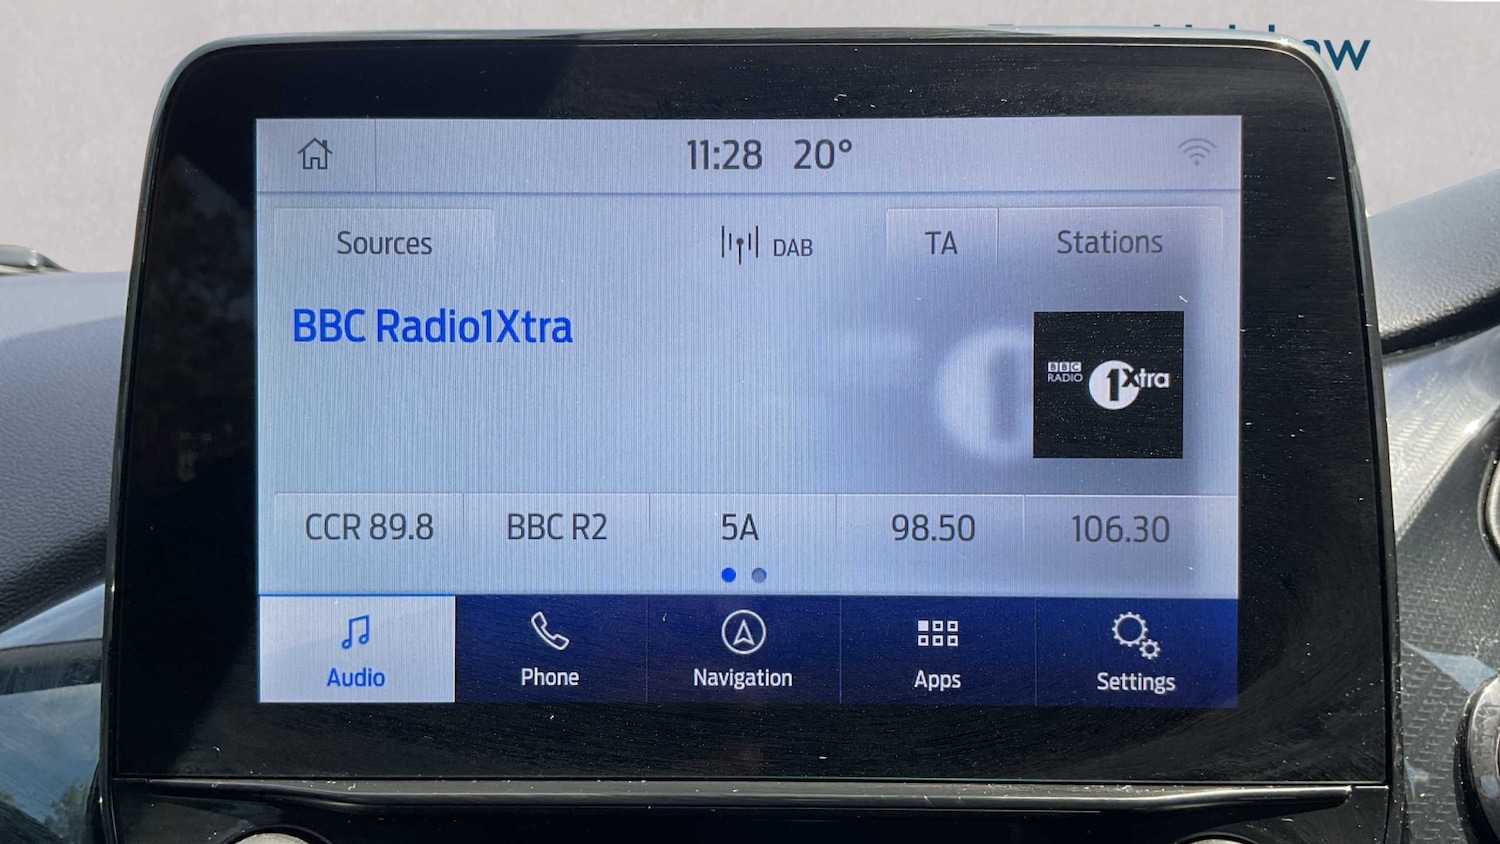 11:28 20°
Sources DAB TA Stations
BBC Radio1Xtra
BBC
RADIO 1Xtra
CCR 89.8 BBC R2 5A 98.50 106.30
Audio Phone Navigation Apps Settings